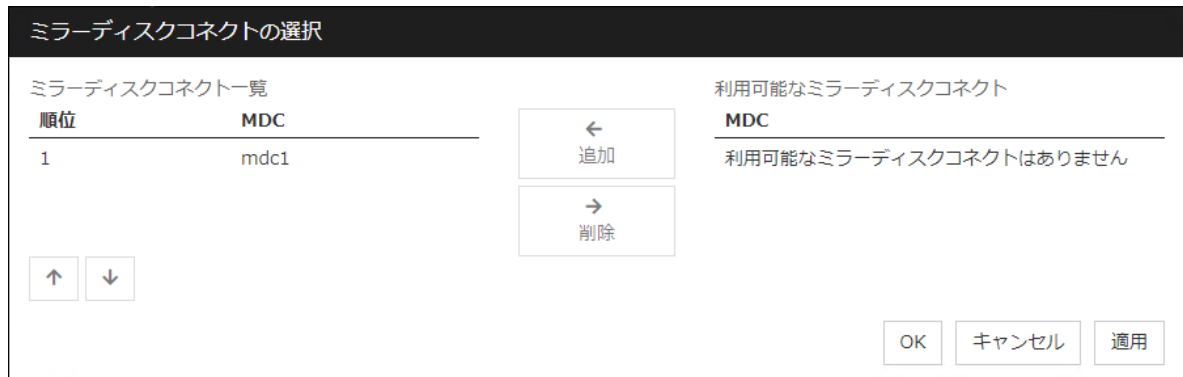 ミラーディスクコネクトの選択
ミラーディスクコネクト一覧
順位 MDC
1 mdc1
←
追加
→
削除
利用可能なミラーディスクコネクト
MDC
利用可能なミラーディスクコネクトはありません
↑ ↓
OK キャンセル 適用